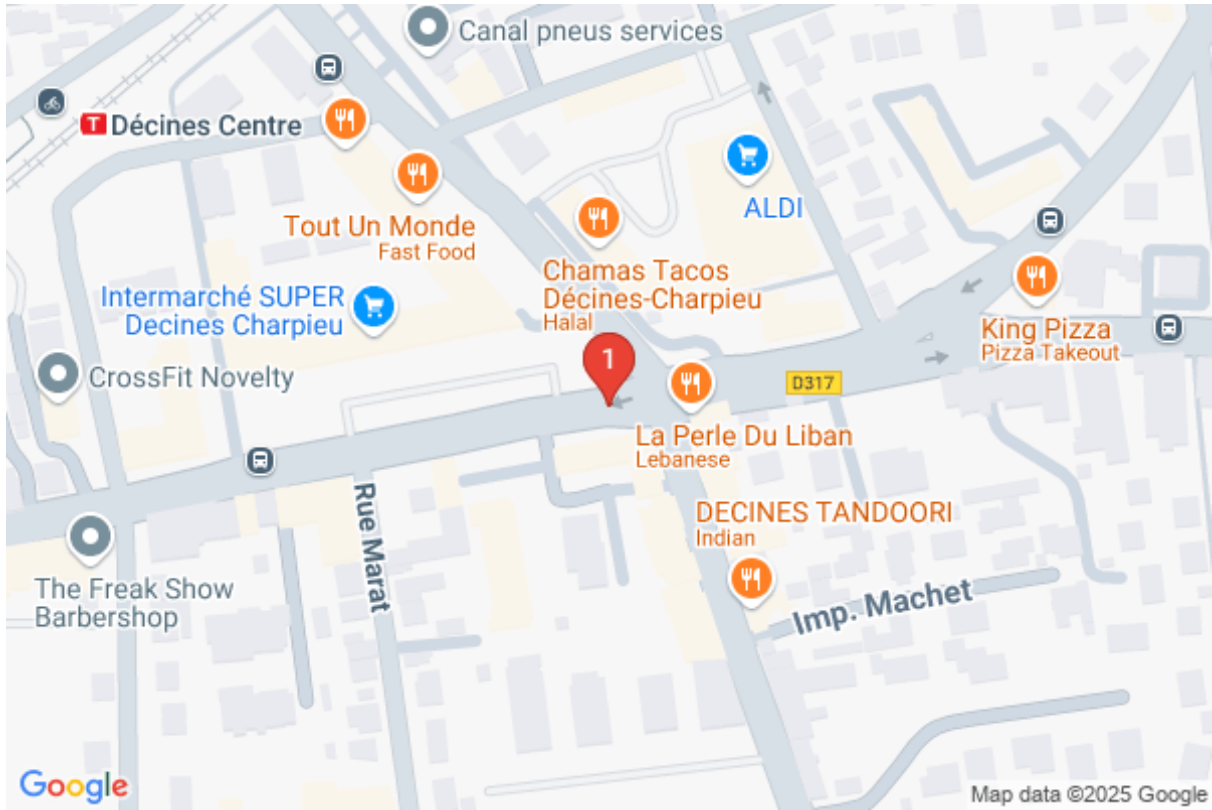 Canal pneus services
T Décines Centre
Tout Un Monde
Fast Food
ALDI
Chamas Tacos
Décines-Charpieu
Halal
Intermarché SUPER
Decines Charpieu
King Pizza
Pizza Takeout
CrossFit Novelty
1
D317
La Perle Du Liban
Lebanese
Rue Marat
DECINES TANDOORI
Indian
The Freak Show
Barbershop
Imp. Machet
Google
Map data ©2025 Google